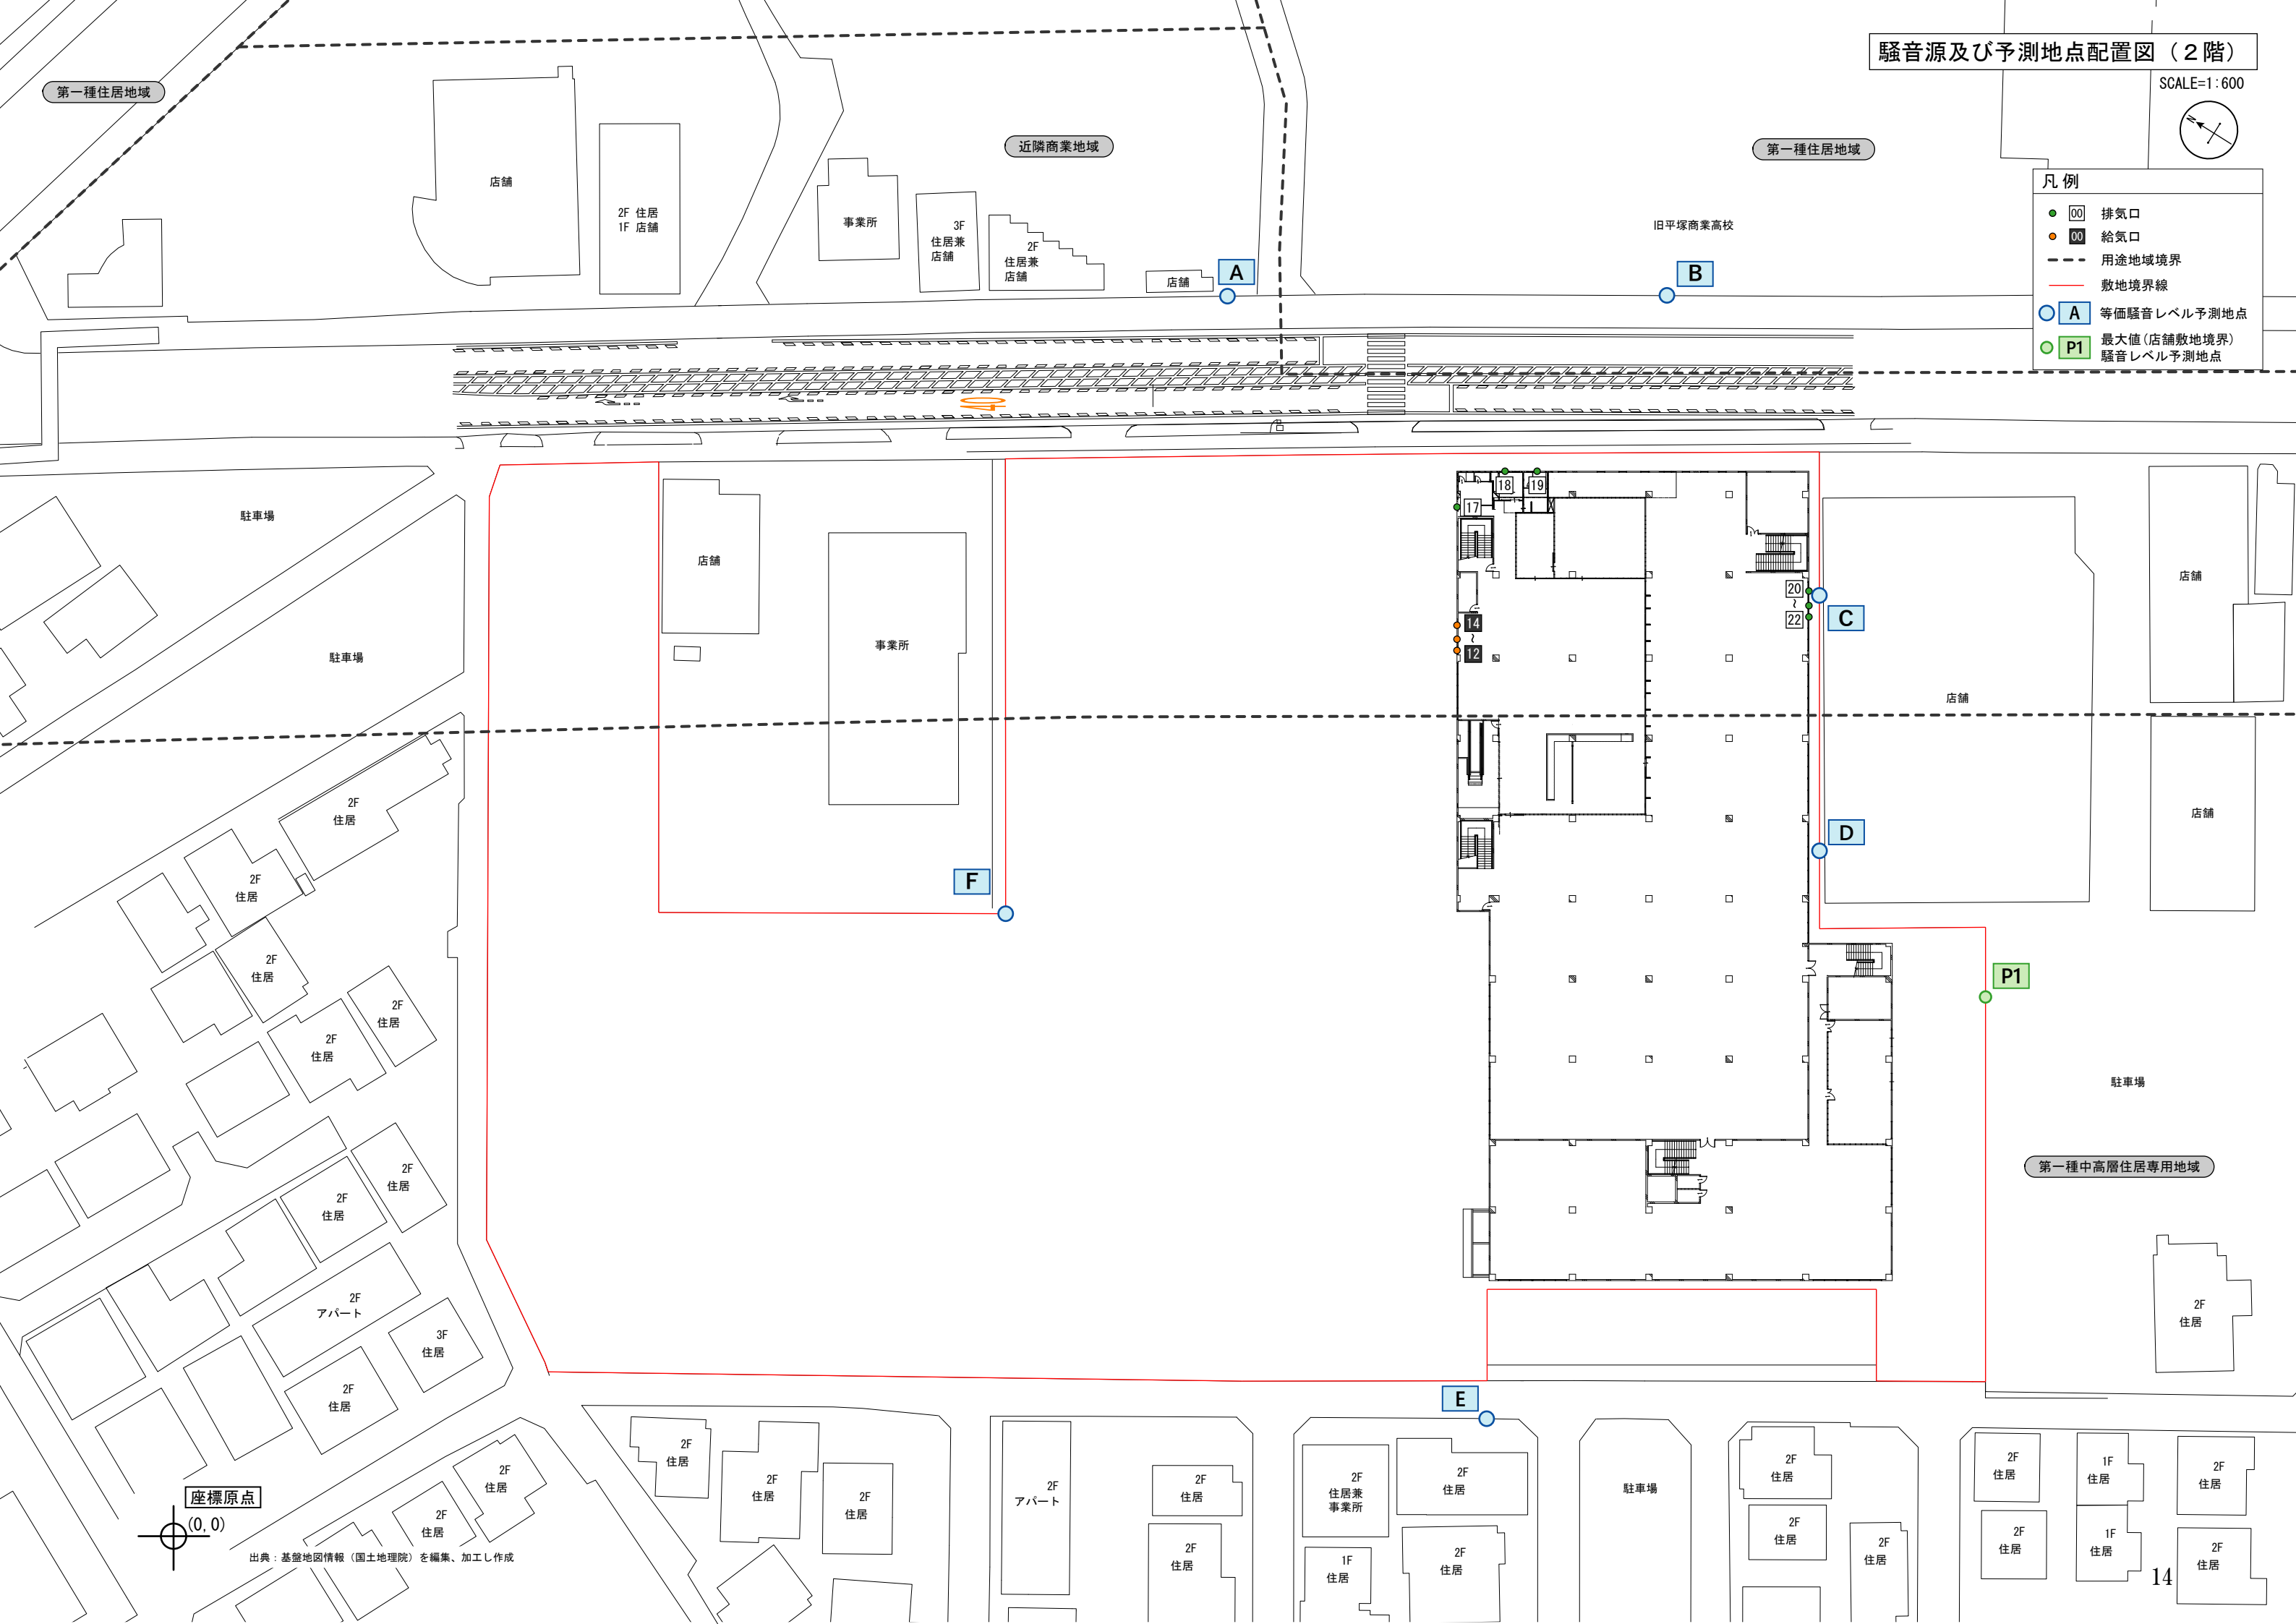 騒音源及び予測地点配置図（２階）
SCALE=1:600
N
凡 例
00 排気口
00 給気口
用途地域境界
敷地境界線
A 等価騒音レベル予測地点
P1 最大値(店舗敷地境界)
騒音レベル予測地点
第一種住居地域
近隣商業地域
第一種住居地域
旧平塚商業高校
店舗
2F 住居
1F 店舗
事業所
3F
住居兼
店舗
2F
住居兼
店舗
店舗
A
B
駐車場
駐車場
店舗
事業所
17
18
19
14
～
12
20
～
22
C
店舗
店舗
店舗
D
F
P1
駐車場
第一種中高層住居専用地域
2F
住居
2F
住居
2F
住居
2F
住居
2F
住居
2F
住居
2F
住居
2F
アパート
3F
住居
2F
住居
2F
住居
E
2F
住居
2F
住居
2F
住居
2F
住居
2F
住居
2F
アパート
2F
住居
2F
住居
2F
住居兼
事業所
2F
住居
1F
住居
2F
住居
駐車場
2F
住居
2F
住居
2F
住居
2F
住居
1F
住居
2F
住居
2F
住居
1F
住居
2F
住居
座標原点
(0,0)
出典：基盤地図情報（国土地理院）を編集、加工し作成
14